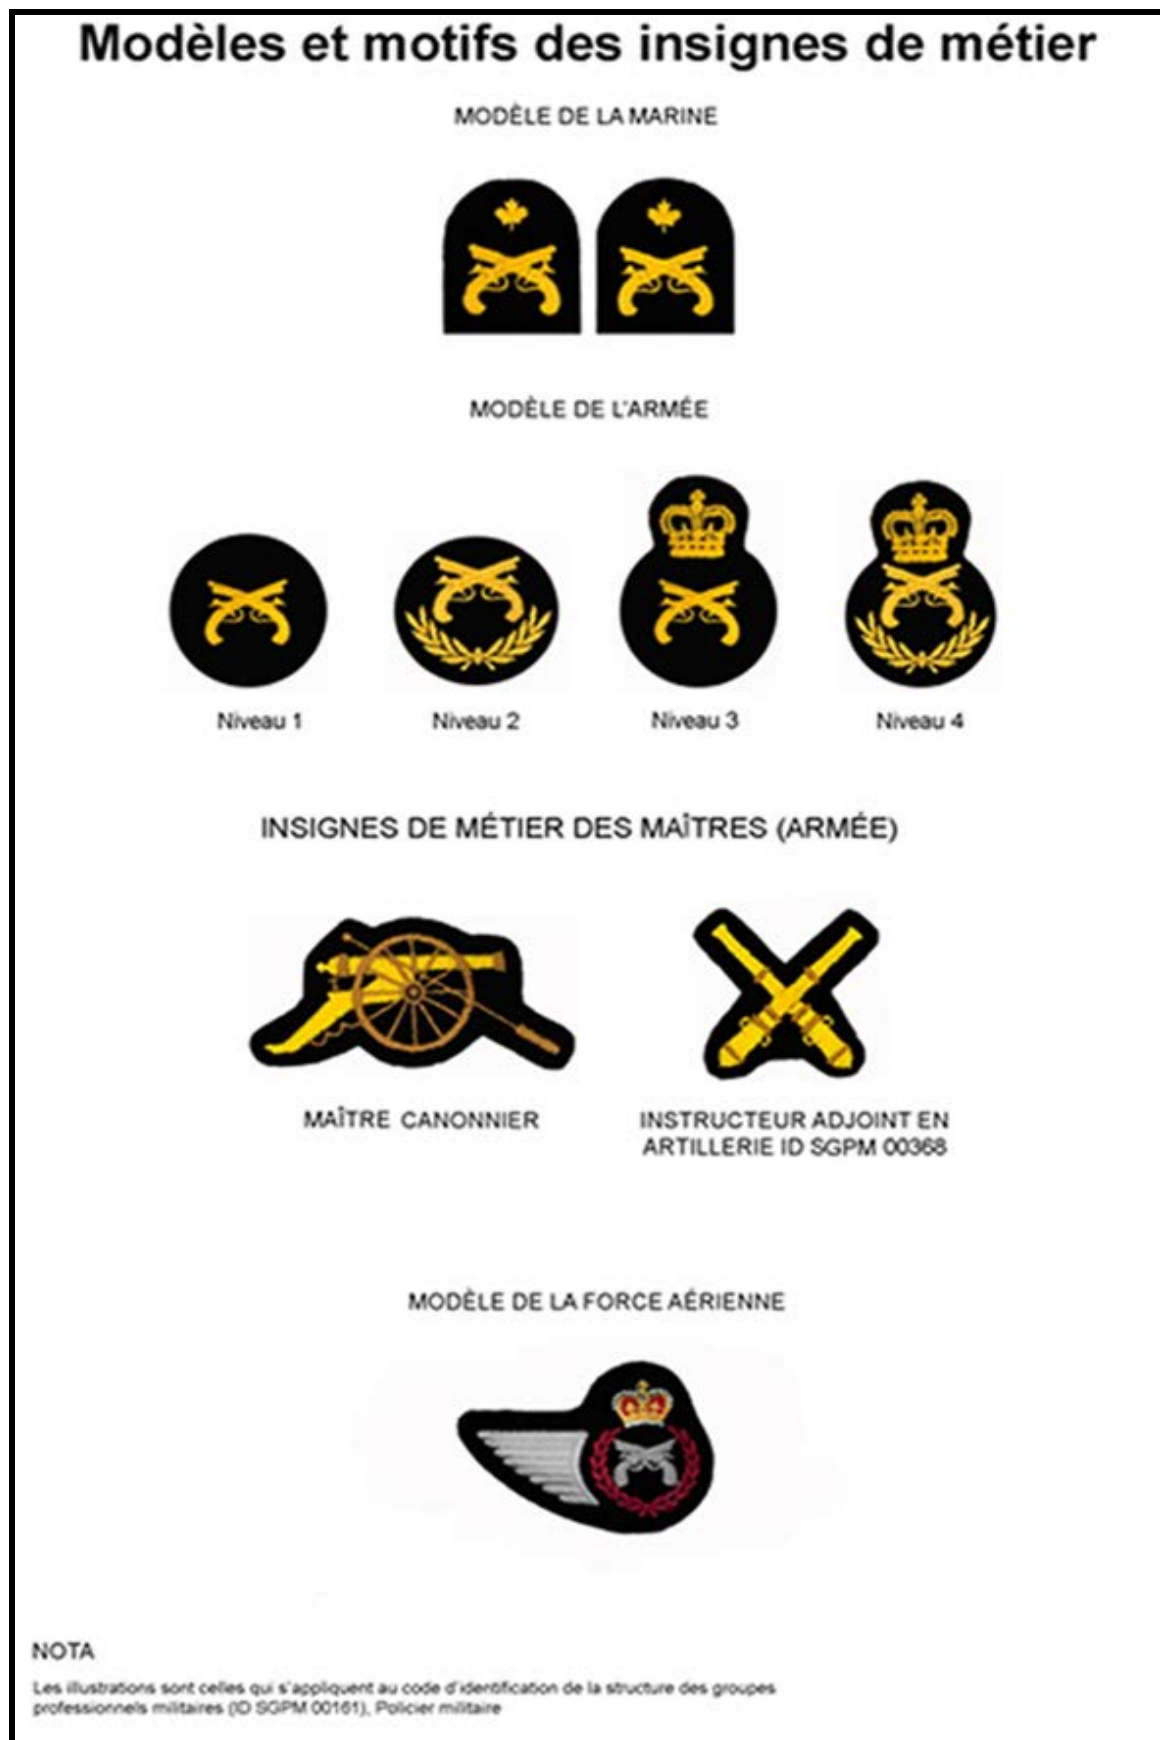 Modèles et motifs des insignes de métier
MODÈLE DE LA MARINE
MODÈLE DE L'ARMÉE
Niveau 1
Niveau 2
Niveau 3
Niveau 4
INSIGNES DE MÉTIER DES MAÎTRES (ARMÉE)
MAÎTRE CANONNIER
INSTRUCTEUR ADJOINT EN
ARTILLERIE ID SGPM 00368
MODÈLE DE LA FORCE AÉRIENNE
NOTA
Les illustrations sont celles qui s'appliquent au code d'identification de la structure des groupes
professionnels militaires (ID SGPM 00161), Policier militaire